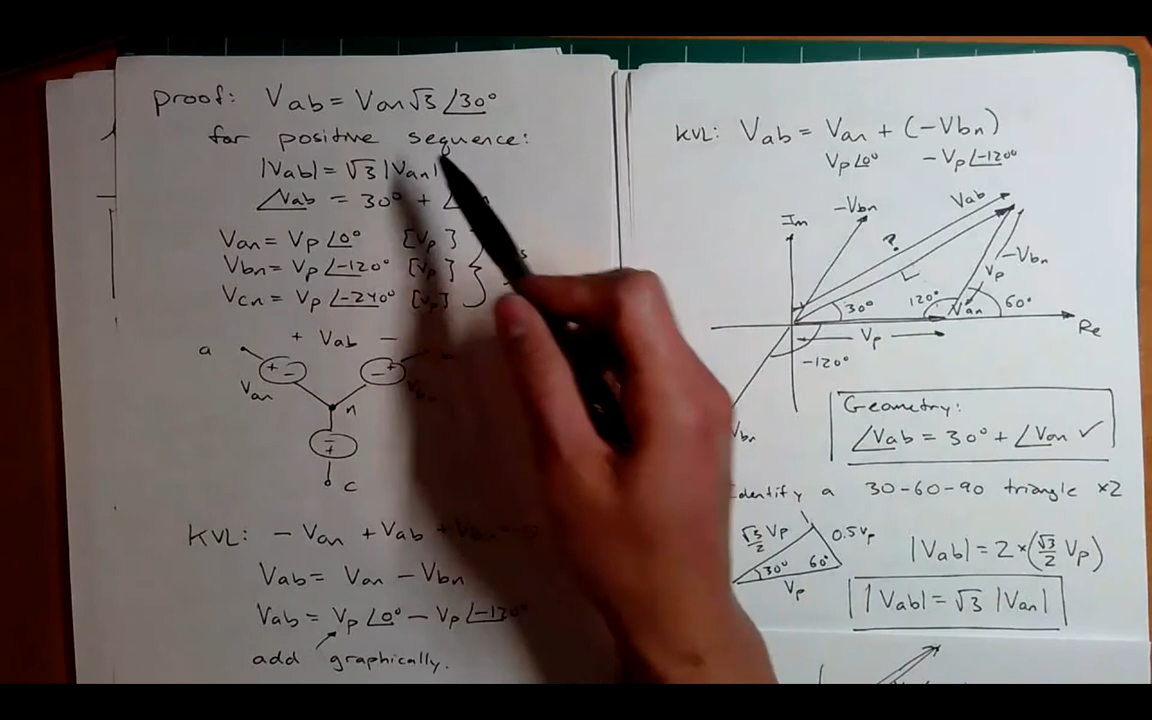 proof: Vab = Van√3 ∠30°
for positive sequence:
|Vab| = √3 |Van|
∠Vab = 30° + ∠
Van = Vp ∠0° [Vp]
Vbn = Vp ∠-120° [Vp]
Vcn = Vp ∠-240° [Vp]
+ Vab -
a
+ -
- +
Van
n
- +
c
KVL: - Van + Vab +
Vab = Van - Vbn
Vab = Vp ∠0° - Vp ∠-120°
add graphically.
KVL: Vab = Van + (-Vbn)
Vp ∠0° - Vp ∠-120°
Im -Vbn Vab
?
-Vbn
Vp
30° 120° Van 60°
Vp Re
-120°
Vbn
Geometry:
∠Vab = 30° + ∠Van ✓
Identify a 30-60-90 triangle ×2
√3/2 Vp 0.5Vp
30° 60°
Vp
|Vab| = 2 × (√3/2 Vp)
|Vab| = √3 |Van|